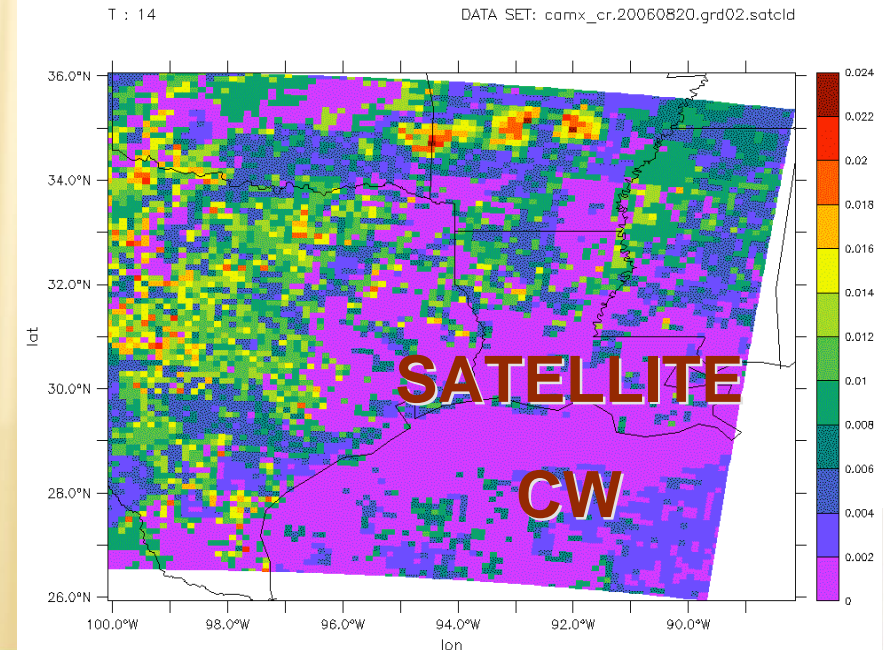 T : 14
DATA SET: camx_cr.20060820.grd02.satcld
36.0°N
34.0°N
32.0°N
30.0°N
28.0°N
26.0°N
lat
100.0°W 98.0°W 96.0°W 94.0°W 92.0°W 90.0°W
lon
SATELLITE
CW
0.024
0.022
0.02
0.018
0.016
0.014
0.012
0.01
0.008
0.006
0.004
0.002
0